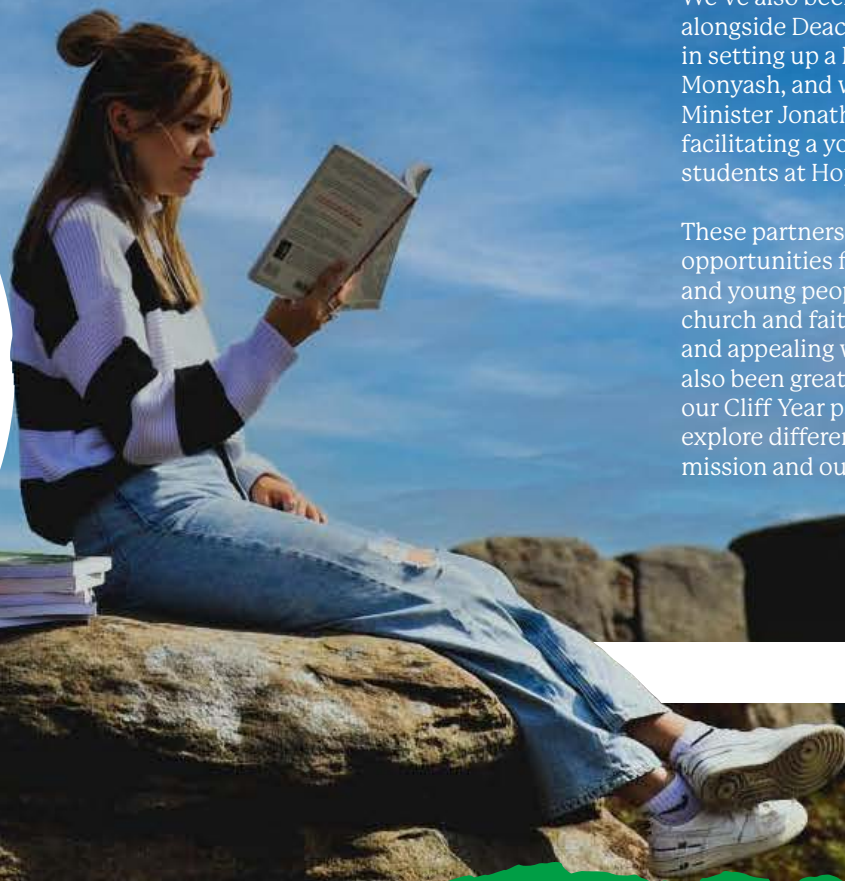 alongside Deac
in setting up a
Monyash, and
Minister Jonath
facilitating a yo
students at Ho
These partners
opportunities f
and young peop
church and fait
and appealing
also been great
our Cliff Year p
explore differen
mission and ou